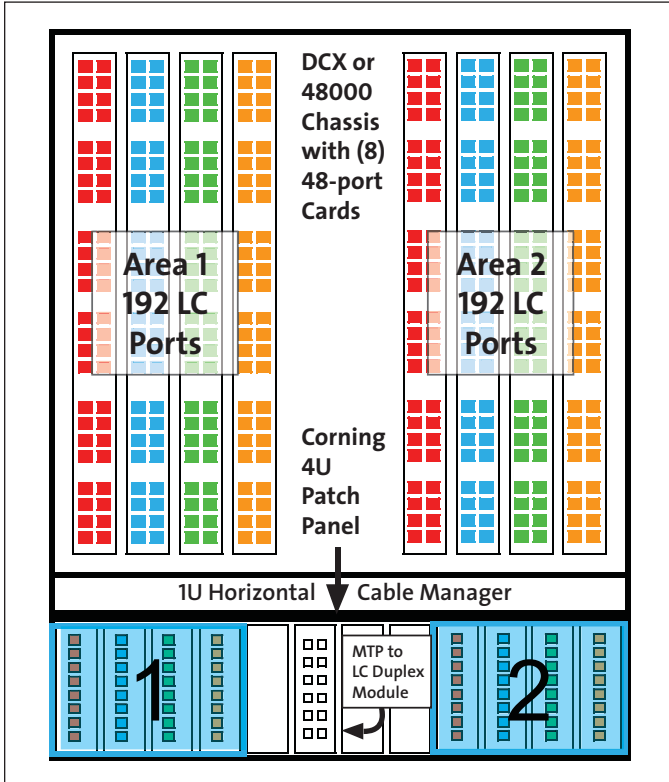 DCX or
48000
Chassis
with (8)
48-port
Cards
Area 1
192 LC
Ports
Area 2
192 LC
Ports
Corning
4U
Patch
Panel
1U Horizontal Cable Manager
1
MTP to
LC Duplex
Module
2